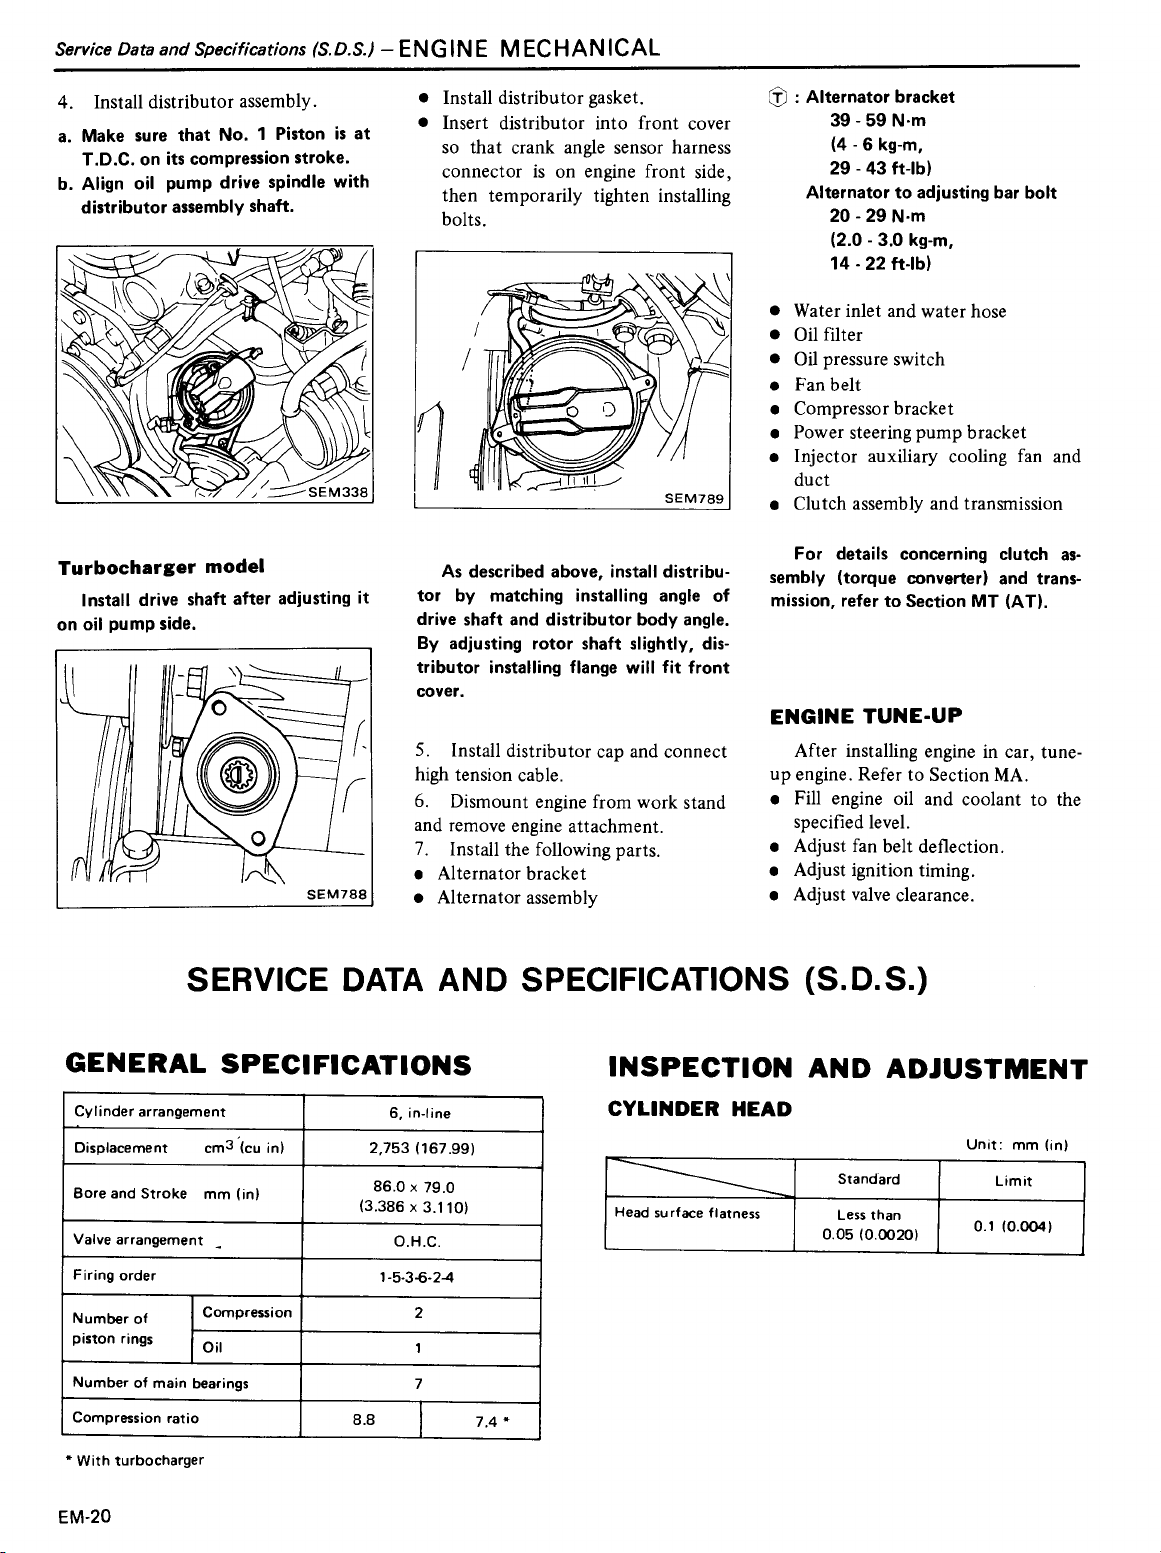 Service Data and Specifications (S.D.S.) – ENGINE MECHANICAL
4. Install distributor assembly.
a. Make sure that No. 1 Piston is at
T.D.C. on its compression stroke.
b. Align oil pump drive spindle with
distributor assembly shaft.
SEM338
Turbocharger model
Install drive shaft after adjusting it
on oil pump side.
SEM788
• Install distributor gasket.
• Insert distributor into front cover
so that crank angle sensor harness
connector is on engine front side,
then temporarily tighten installing
bolts.
SEM789
As described above, install distribu-
tor by matching installing angle of
drive shaft and distributor body angle.
By adjusting rotor shaft slightly, dis-
tributor installing flange will fit front
cover.
5. Install distributor cap and connect
high tension cable.
6. Dismount engine from work stand
and remove engine attachment.
7. Install the following parts.
• Alternator bracket
• Alternator assembly
Ⓣ : Alternator bracket
39 - 59 N·m
(4 - 6 kg-m,
29 - 43 ft-lb)
Alternator to adjusting bar bolt
20 - 29 N·m
(2.0 - 3.0 kg-m,
14 - 22 ft-lb)
• Water inlet and water hose
• Oil filter
• Oil pressure switch
• Fan belt
• Compressor bracket
• Power steering pump bracket
• Injector auxiliary cooling fan and
duct
• Clutch assembly and transmission
For details concerning clutch as-
sembly (torque converter) and trans-
mission, refer to Section MT (AT).
ENGINE TUNE-UP
After installing engine in car, tune-
up engine. Refer to Section MA.
• Fill engine oil and coolant to the
specified level.
• Adjust fan belt deflection.
• Adjust ignition timing.
• Adjust valve clearance.
SERVICE DATA AND SPECIFICATIONS (S.D.S.)
GENERAL SPECIFICATIONS
Cylinder arrangement 6, in-line
Displacement cm3 (cu in) 2,753 (167.99)
Bore and Stroke mm (in) 86.0 x 79.0
(3.386 x 3.110)
Valve arrangement O.H.C.
Firing order 1-5-3-6-2-4
Number of
piston rings
Compression 2
Oil 1
Number of main bearings 7
Compression ratio 8.8 7.4 *
* With turbocharger
INSPECTION AND ADJUSTMENT
CYLINDER HEAD
Unit: mm (in)
Standard Limit
Head surface flatness Less than
0.05 (0.0020) 0.1 (0.004)
EM-20